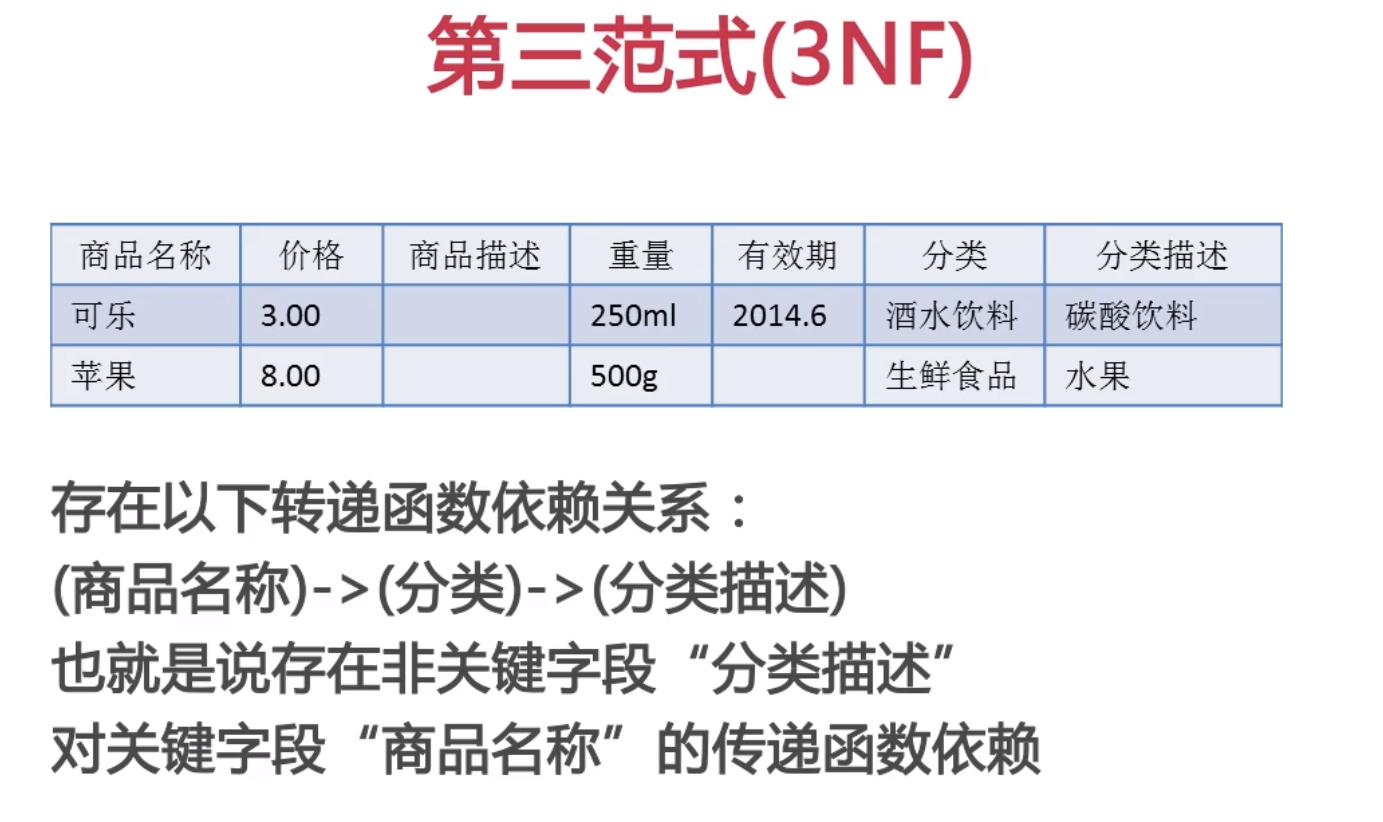 第三范式(3NF)
商品名称 价格 商品描述 重量 有效期 分类 分类描述
可乐 3.00 250ml 2014.6 酒水饮料 碳酸饮料
苹果 8.00 500g 生鲜食品 水果
存在以下转递函数依赖关系：
(商品名称)->(分类)->(分类描述)
也就是说存在非关键字段“分类描述”
对关键字段“商品名称”的传递函数依赖